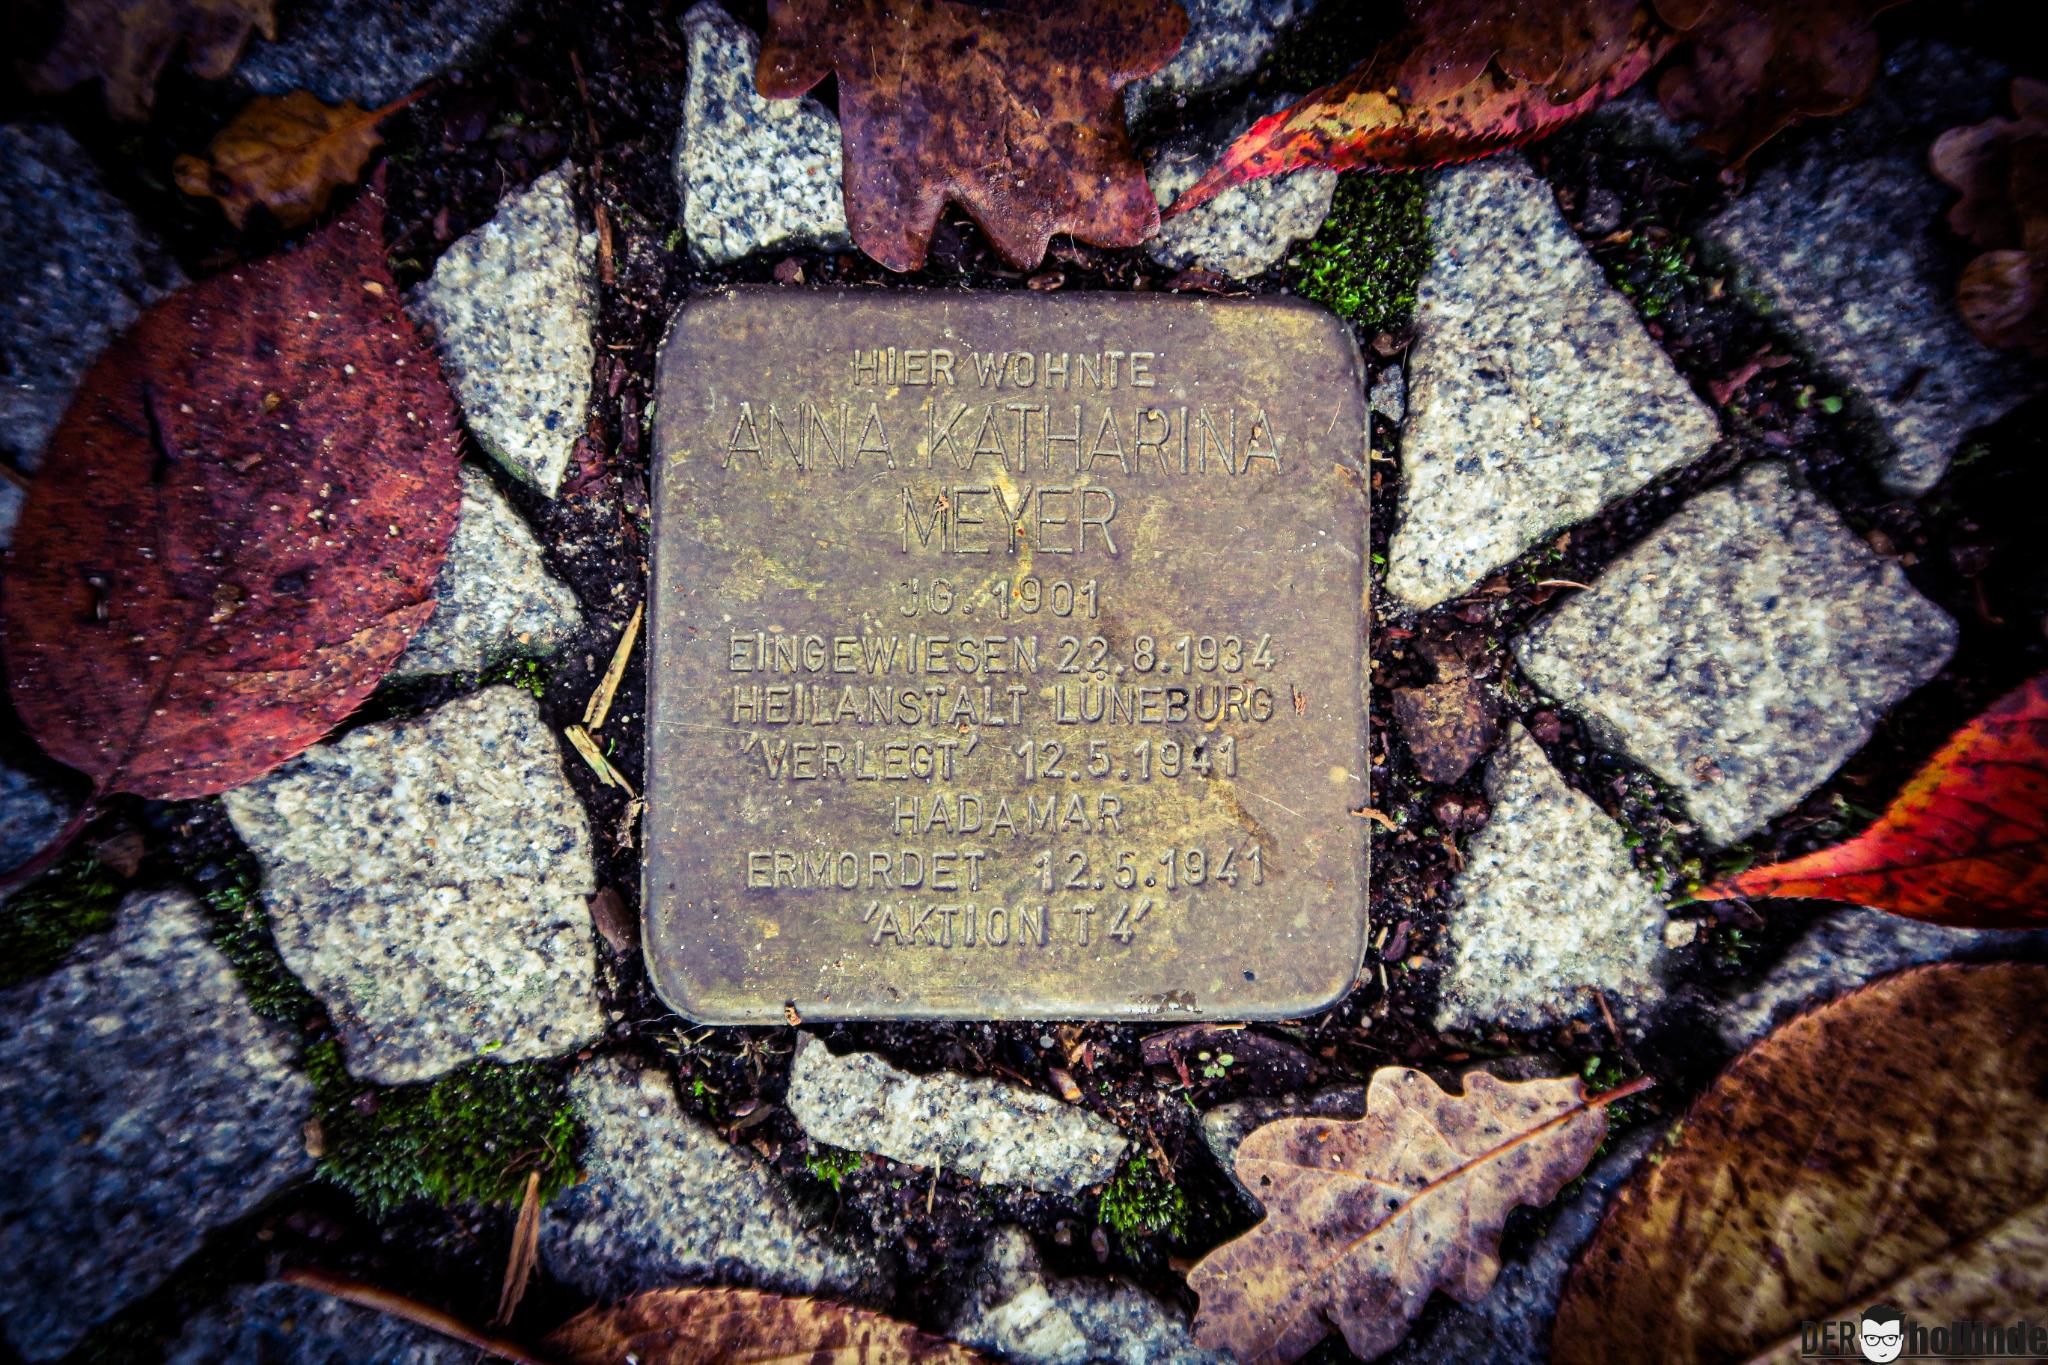 HIER WOHNTE
ANNA KATHARINA
MEYER
JG. 1901
EINGEWIESEN 22.8.1934
HEILANSTALT LÜNEBURG
'VERLEGT' 12.5.1941
HADAMAR
ERMORDET 12.5.1941
'AKTION T4'
DER hollinde